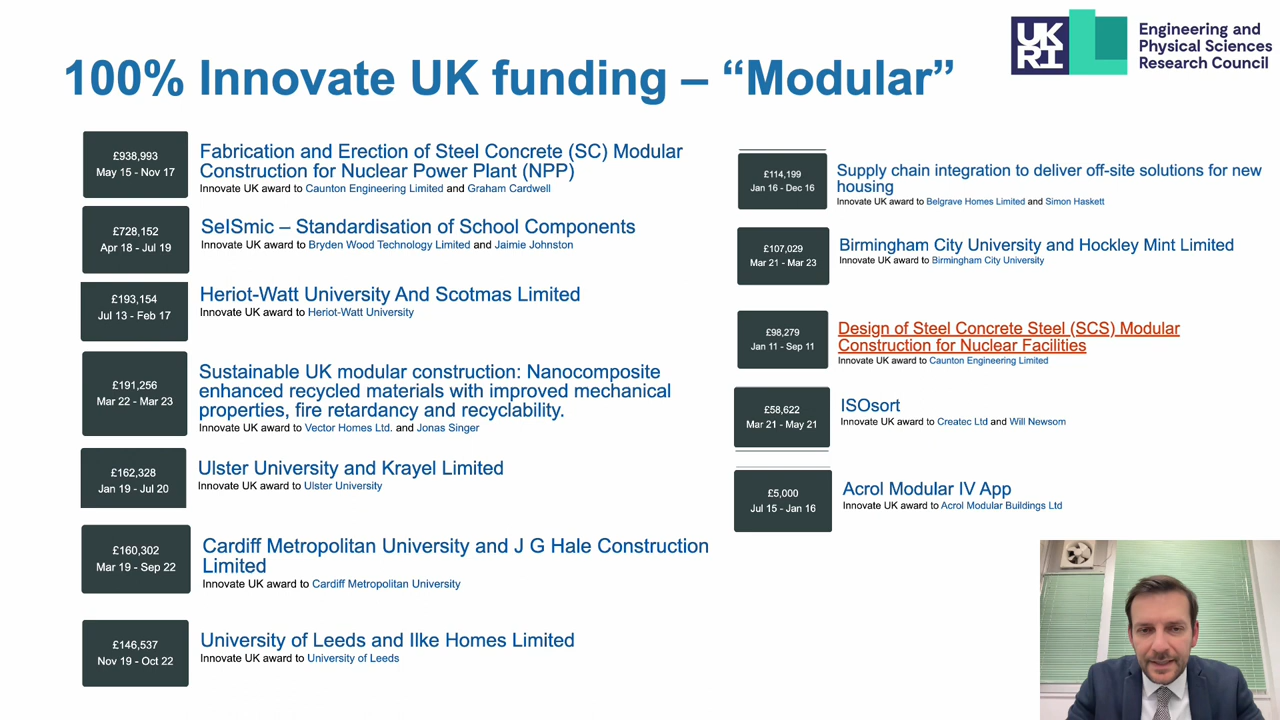 100% Innovate UK funding – “Modular”
UK
RI
Engineering and
Physical Sciences
Research Council
£938,993
May 15 - Nov 17
Fabrication and Erection of Steel Concrete (SC) Modular
Construction for Nuclear Power Plant (NPP)
Innovate UK award to Caunton Engineering Limited and Graham Cardwell
£728,152
Apr 18 - Jul 19
SeISmic – Standardisation of School Components
Innovate UK award to Bryden Wood Technology Limited and Jaimie Johnston
£193,154
Jul 13 - Feb 17
Heriot-Watt University And Scotmas Limited
Innovate UK award to Heriot-Watt University
£191,256
Mar 22 - Mar 23
Sustainable UK modular construction: Nanocomposite
enhanced recycled materials with improved mechanical
properties, fire retardancy and recyclability.
Innovate UK award to Vector Homes Ltd. and Jonas Singer
£162,328
Jan 19 - Jul 20
Ulster University and Krayel Limited
Innovate UK award to Ulster University
£160,302
Mar 19 - Sep 22
Cardiff Metropolitan University and J G Hale Construction
Limited
Innovate UK award to Cardiff Metropolitan University
£146,537
Nov 19 - Oct 22
University of Leeds and Ilke Homes Limited
Innovate UK award to University of Leeds
£114,199
Jan 16 - Dec 16
Supply chain integration to deliver off-site solutions for new
housing
Innovate UK award to Belgrave Homes Limited and Simon Haskett
£107,029
Mar 21 - Mar 23
Birmingham City University and Hockley Mint Limited
Innovate UK award to Birmingham City University
£98,279
Jan 11 - Sep 11
Design of Steel Concrete Steel (SCS) Modular
Construction for Nuclear Facilities
Innovate UK award to Caunton Engineering Limited
£58,622
Mar 21 - May 21
ISOsort
Innovate UK award to Createc Ltd and Will Newsom
£5,000
Jul 15 - Jan 16
Acrol Modular IV App
Innovate UK award to Acrol Modular Buildings Ltd